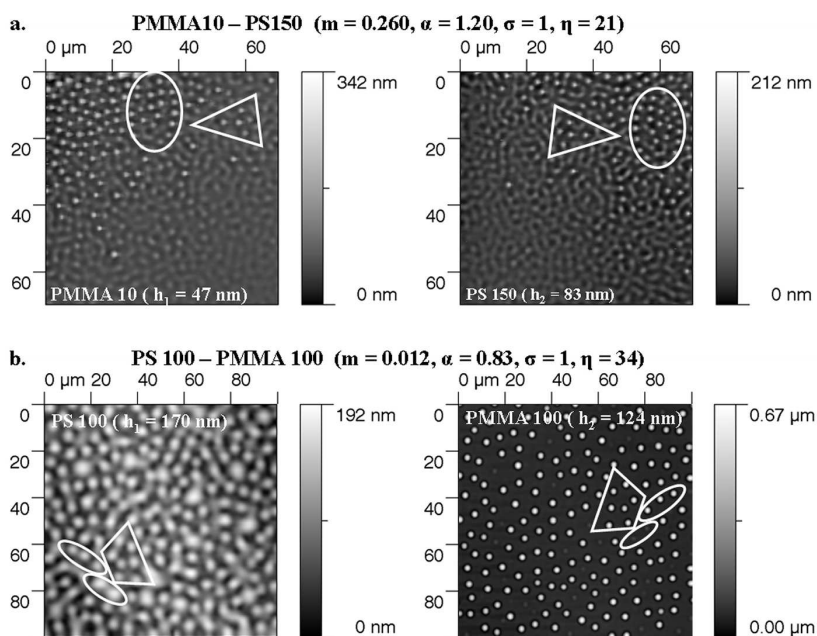 a. PMMA10 – PS150 (m = 0.260, α = 1.20, σ = 1, η = 21)
0 μm 20 40 60
0 μm 20 40 60
0
20
40
60
342 nm
0 nm
0
20
40
60
212 nm
0 nm
PMMA 10 ( h₁ = 47 nm)
PS 150 ( h₂ = 83 nm)
b. PS 100 – PMMA 100 (m = 0.012, α = 0.83, σ = 1, η = 34)
0 μm 20 40 60 80
0 μm 20 40 60 80
0
20
40
60
80
PS 100 ( h₁ = 170 nm)
192 nm
0 nm
0
20
40
60
80
PMMA 100 ( h₂ = 124 nm)
0.67 μm
0.00 μm